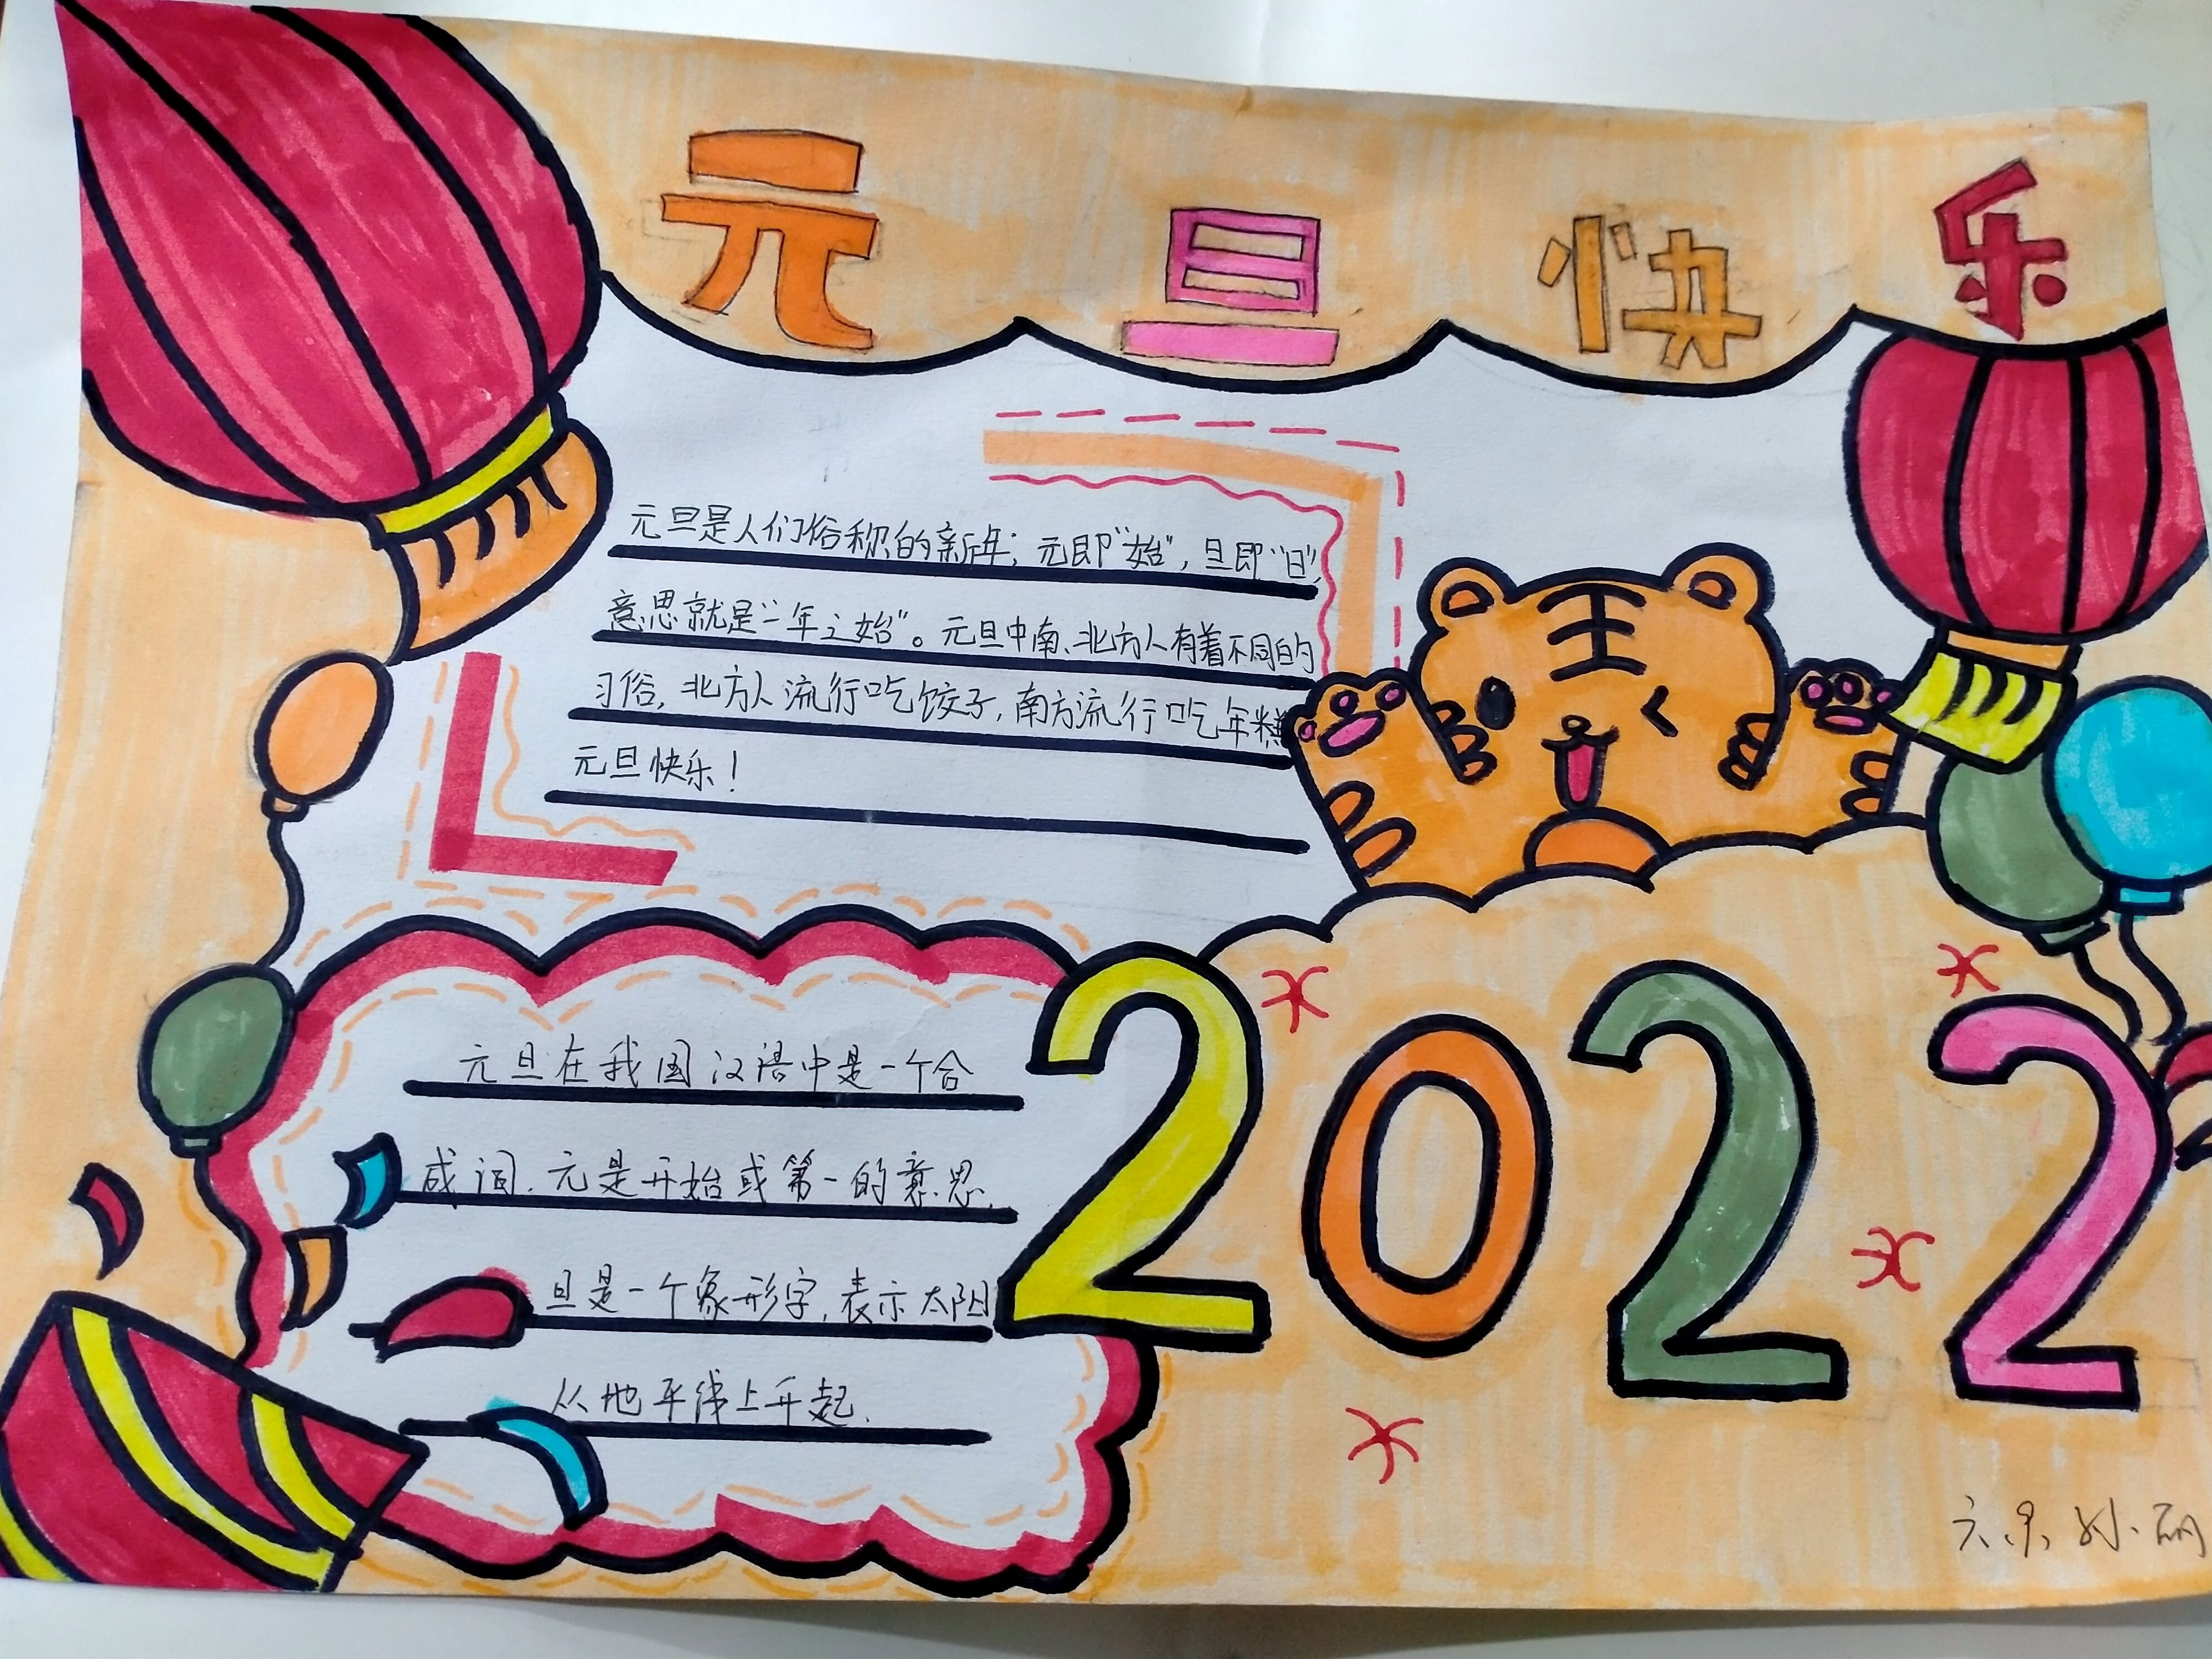 元旦快乐
元旦是人们俗称的新年；元即“始”，旦即“日”，
意思就是“一年之始”。元旦中南、北方人有着不同的
习俗，北方人流行吃饺子，南方流行吃年糕
元旦快乐！
元旦在我国汉语中是一个合
成词.元是开始或第一的意思.
旦是一个象形字，表示太阳
从地平线上升起.
2022